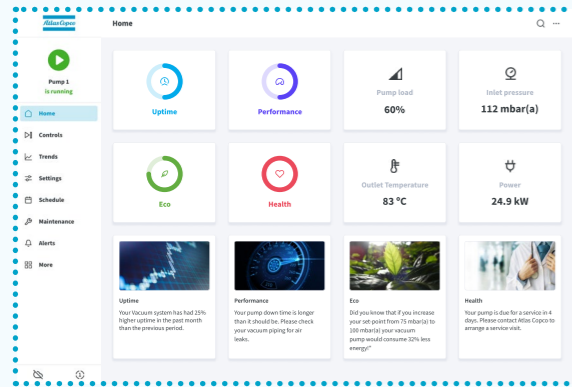 Atlas Copco
Home
Pump 1
is running
Home
Controls
Trends
Settings
Schedule
Maintenance
Alerts
More
Uptime
Performance
Pump load
60%
Inlet pressure
112 mbar(a)
Eco
Health
Outlet Temperature
83 °C
Power
24.9 kW
Uptime
Your Vacuum system has had 25%
higher uptime in the past month
than the previous period.
Performance
Your pump down time is longer
than it should be. Please check
your vacuum piping for air
leaks.
Eco
Did you know that if you increase
your set-point from 75 mbar(a) to
100 mbar(a) your vacuum
pump would consume 32% less
energy!"
Health
Your pump is due for a service in 4
days. Please contact Atlas Copco to
arrange a service visit.